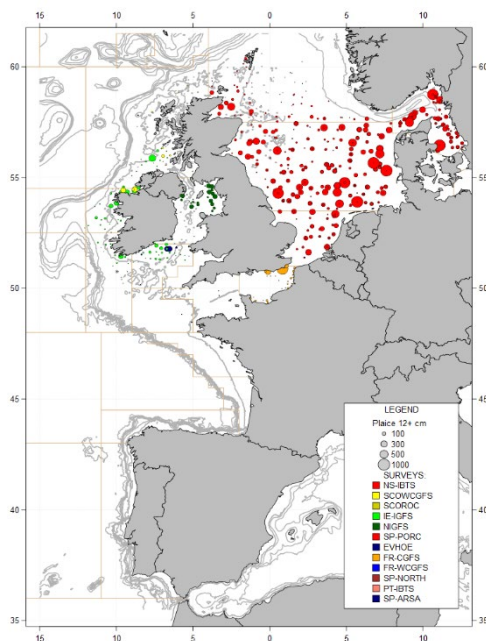 15 10 5 0 5 10
60 60
55 55
50 50
45 45
40 40
35 35
15 10 5 0 5 10
LEGEND
Plaice 12+ cm
100
300
500
1000
SURVEYS:
NS-IBTS
SCOWCGFS
SCOROC
IE-IGFS
NIGFS
SP-PORC
EVHOE
FR-CGFS
FR-WCGFS
SP-NORTH
PT-IBTS
SP-ARSA